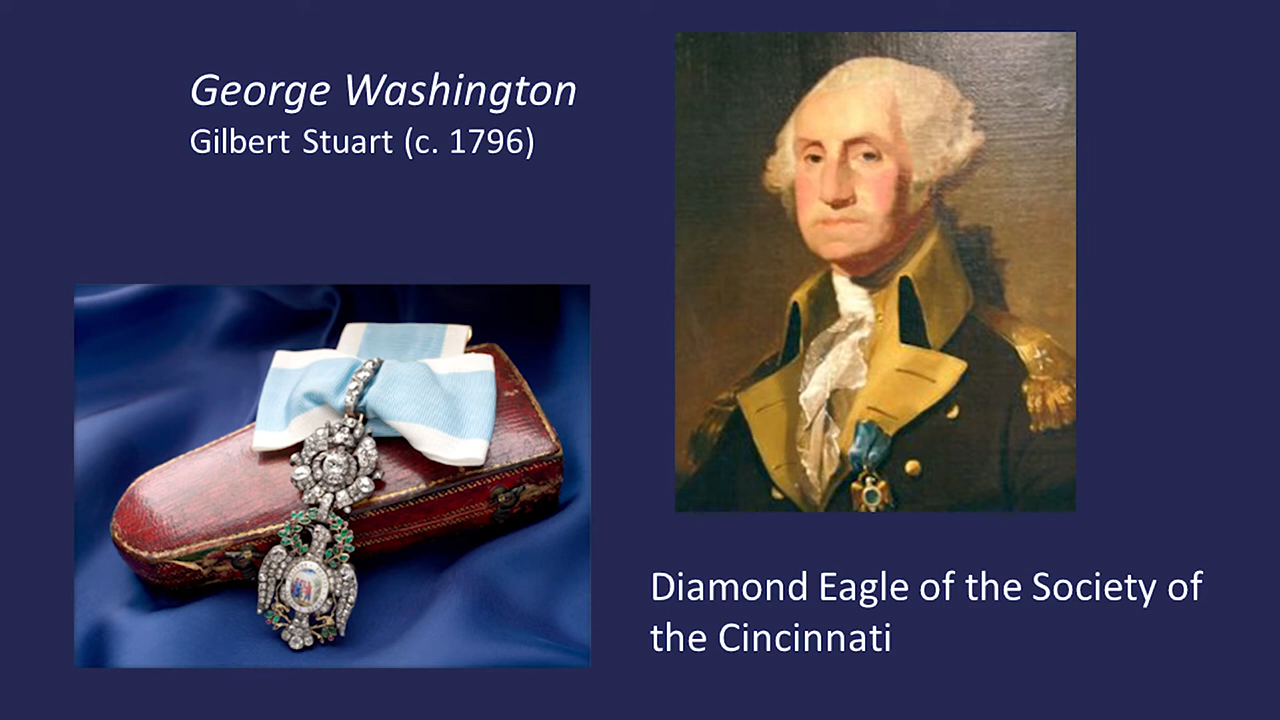 George Washington
Gilbert Stuart (c. 1796)
Diamond Eagle of the Society of
the Cincinnati